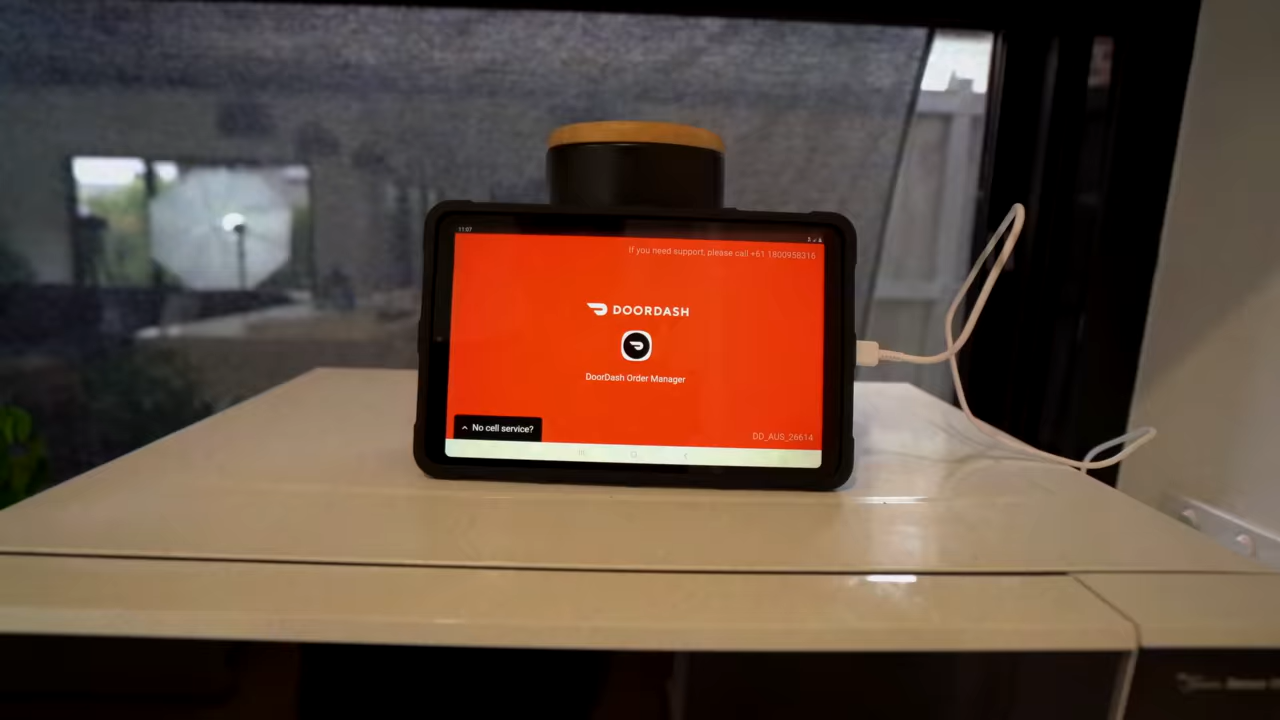 11:07
If you need support, please call +61 1800958316
DOORDASH
DoorDash Order Manager
No cell service?
DD_AUS_26614